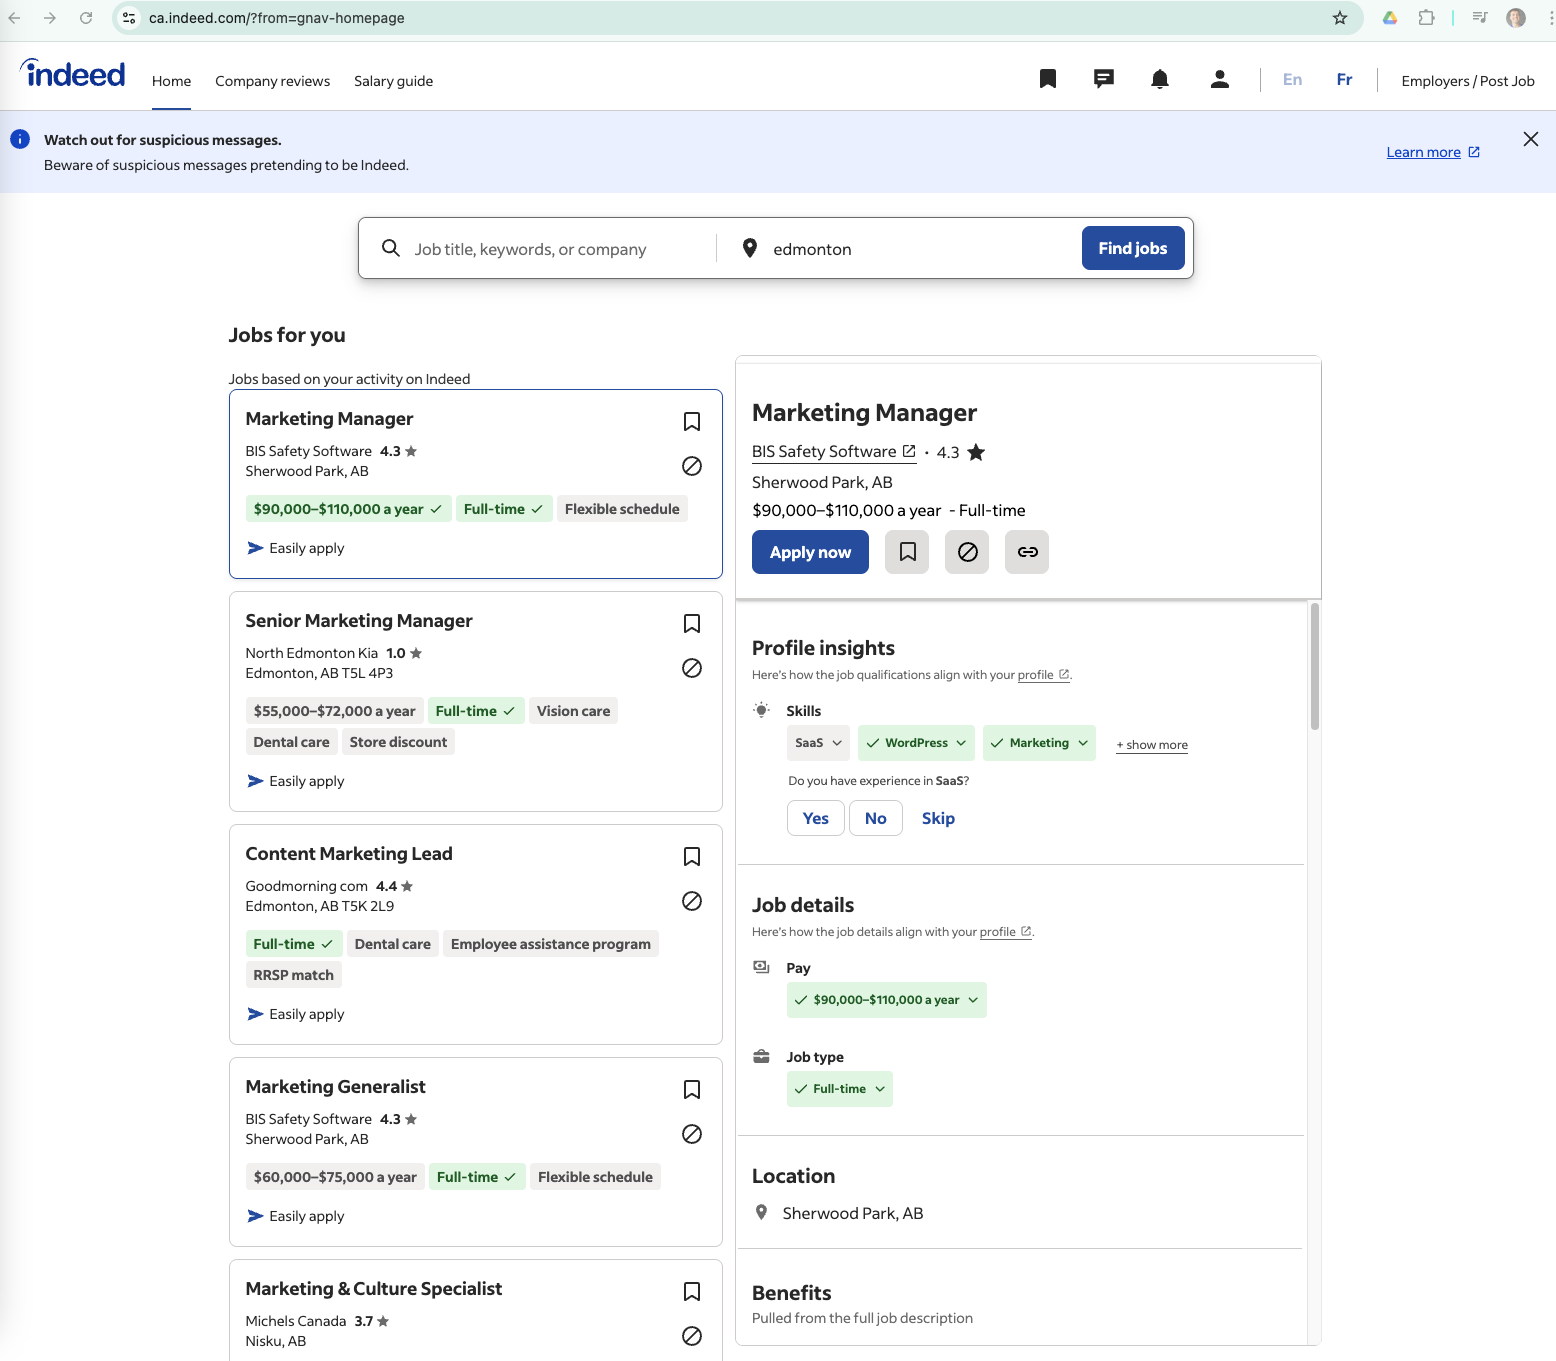 ca.indeed.com/?from=gnav-homepage
indeed
Home
Company reviews
Salary guide
En
Fr
Employers / Post Job
Watch out for suspicious messages.
Beware of suspicious messages pretending to be Indeed.
Learn more
Job title, keywords, or company
edmonton
Find jobs
Jobs for you
Jobs based on your activity on Indeed
Marketing Manager
BIS Safety Software 4.3
Sherwood Park, AB
$90,000–$110,000 a year
Full-time
Flexible schedule
Easily apply
Senior Marketing Manager
North Edmonton Kia 1.0
Edmonton, AB T5L 4P3
$55,000–$72,000 a year
Full-time
Vision care
Dental care
Store discount
Easily apply
Content Marketing Lead
Goodmorning com 4.4
Edmonton, AB T5K 2L9
Full-time
Dental care
Employee assistance program
RRSP match
Easily apply
Marketing Generalist
BIS Safety Software 4.3
Sherwood Park, AB
$60,000–$75,000 a year
Full-time
Flexible schedule
Easily apply
Marketing & Culture Specialist
Michels Canada 3.7
Nisku, AB
Marketing Manager
BIS Safety Software · 4.3
Sherwood Park, AB
$90,000–$110,000 a year - Full-time
Apply now
Profile insights
Here's how the job qualifications align with your profile.
Skills
SaaS
WordPress
Marketing
+ show more
Do you have experience in SaaS?
Yes
No
Skip
Job details
Here's how the job details align with your profile.
Pay
$90,000–$110,000 a year
Job type
Full-time
Location
Sherwood Park, AB
Benefits
Pulled from the full job description